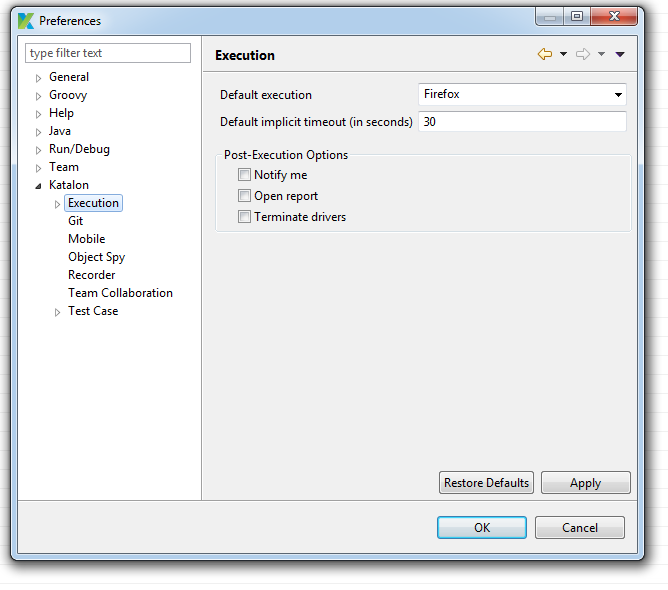 Preferences
type filter text
General
Groovy
Help
Java
Run/Debug
Team
Katalon
Execution
Git
Mobile
Object Spy
Recorder
Team Collaboration
Test Case
Execution
Default execution Firefox
Default implicit timeout (in seconds) 30
Post-Execution Options
Notify me
Open report
Terminate drivers
Restore Defaults Apply
OK Cancel